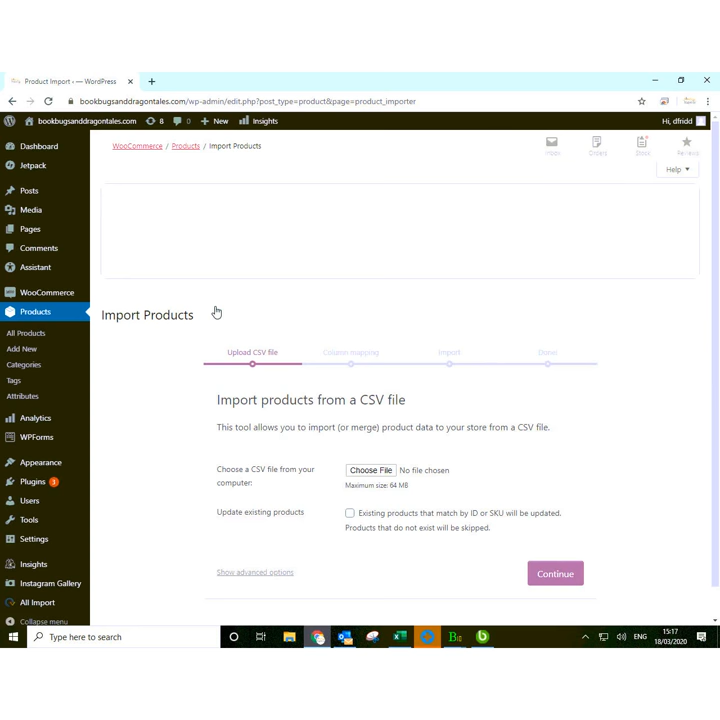 Product Import ‹ — WordPress
bookbugsanddragontales.com/wp-admin/edit.php?post_type=product&page=product_importer
bookbugsanddragontales.com 8 0 New Insights Hi, dfridd
Dashboard
Jetpack
Posts
Media
Pages
Comments
Assistant
WooCommerce
Products
All Products
Add New
Categories
Tags
Attributes
Analytics
WPForms
Appearance
Plugins 3
Users
Tools
Settings
Insights
Instagram Gallery
All Import
Collapse menu
WooCommerce / Products / Import Products
Inbox Orders Stock Reviews
Help
Import Products
Upload CSV file Column mapping Import Done!
Import products from a CSV file
This tool allows you to import (or merge) product data to your store from a CSV file.
Choose a CSV file from your
computer:
Choose File No file chosen
Maximum size: 64 MB
Update existing products
Existing products that match by ID or SKU will be updated.
Products that do not exist will be skipped.
Show advanced options
Continue
Type here to search
ENG
15:17
18/03/2020